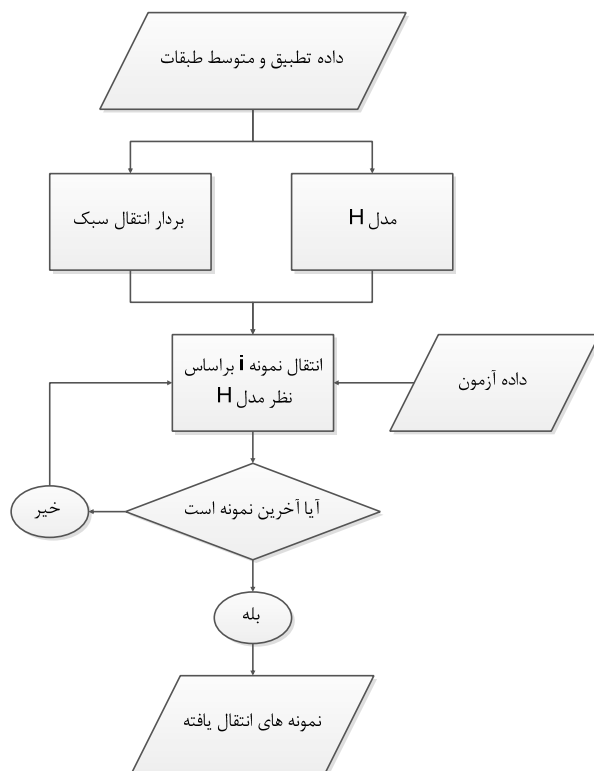 داده تطبیق و متوسط طبقات
مدل H
بردار انتقال سبک
انتقال نمونه i براساس
نظر مدل H
داده آزمون
آیا آخرین نمونه است
خیر
بله
نمونه های انتقال یافته